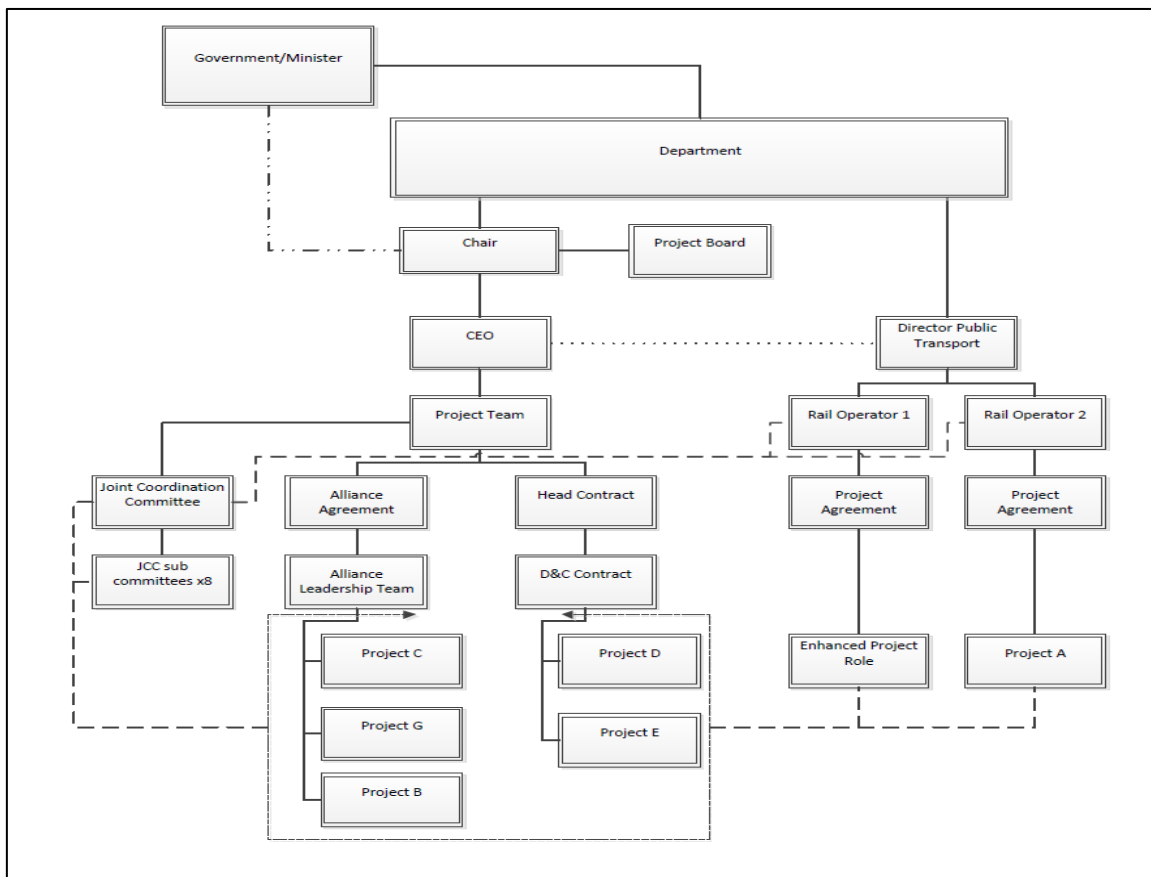 Government/Minister
Department
Chair
Project Board
CEO
Director Public
Transport
Project Team
Rail Operator 1
Rail Operator 2
Joint Coordination
Committee
Alliance
Agreement
Head Contract
Project
Agreement
Project
Agreement
JCC sub
committees x8
Alliance
Leadership Team
D&C Contract
Project C
Project D
Enhanced Project
Role
Project A
Project G
Project E
Project B